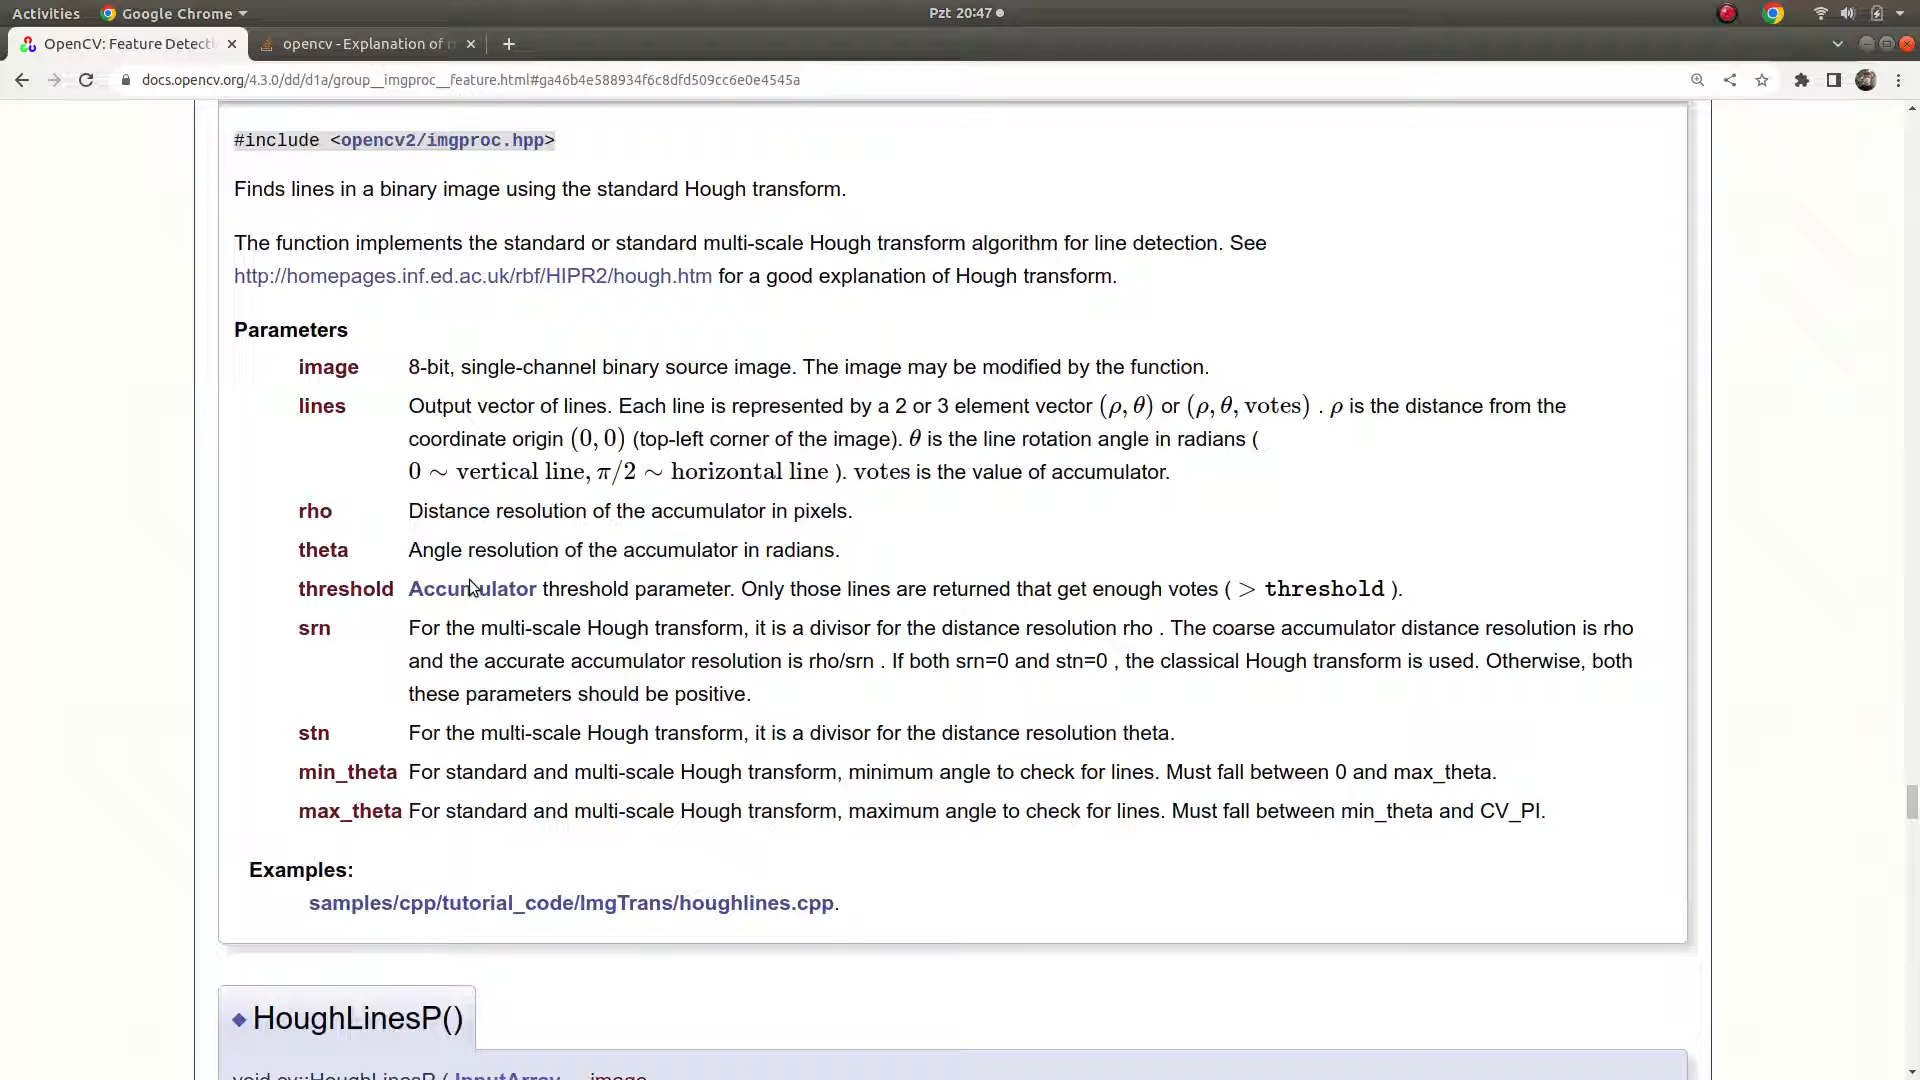 Activities Google Chrome Pzt 20:47
OpenCV: Feature Detecti opencv - Explanation of
docs.opencv.org/4.3.0/dd/d1a/group__imgproc__feature.html#ga46b4e588934f6c8dfd509cc6e0e4545a
#include <opencv2/imgproc.hpp>
Finds lines in a binary image using the standard Hough transform.
The function implements the standard or standard multi-scale Hough transform algorithm for line detection. See
http://homepages.inf.ed.ac.uk/rbf/HIPR2/hough.htm for a good explanation of Hough transform.
Parameters
image 8-bit, single-channel binary source image. The image may be modified by the function.
lines Output vector of lines. Each line is represented by a 2 or 3 element vector (ρ, θ) or (ρ, θ, votes) . ρ is the distance from the
coordinate origin (0, 0) (top-left corner of the image). θ is the line rotation angle in radians (
0 ∼ vertical line, π/2 ∼ horizontal line ). votes is the value of accumulator.
rho Distance resolution of the accumulator in pixels.
theta Angle resolution of the accumulator in radians.
threshold Accumulator threshold parameter. Only those lines are returned that get enough votes ( > threshold ).
srn For the multi-scale Hough transform, it is a divisor for the distance resolution rho . The coarse accumulator distance resolution is rho
and the accurate accumulator resolution is rho/srn . If both srn=0 and stn=0 , the classical Hough transform is used. Otherwise, both
these parameters should be positive.
stn For the multi-scale Hough transform, it is a divisor for the distance resolution theta.
min_theta For standard and multi-scale Hough transform, minimum angle to check for lines. Must fall between 0 and max_theta.
max_theta For standard and multi-scale Hough transform, maximum angle to check for lines. Must fall between min_theta and CV_PI.
Examples:
samples/cpp/tutorial_code/ImgTrans/houghlines.cpp.
HoughLinesP()
void cv::HoughLinesP ( InputArray image